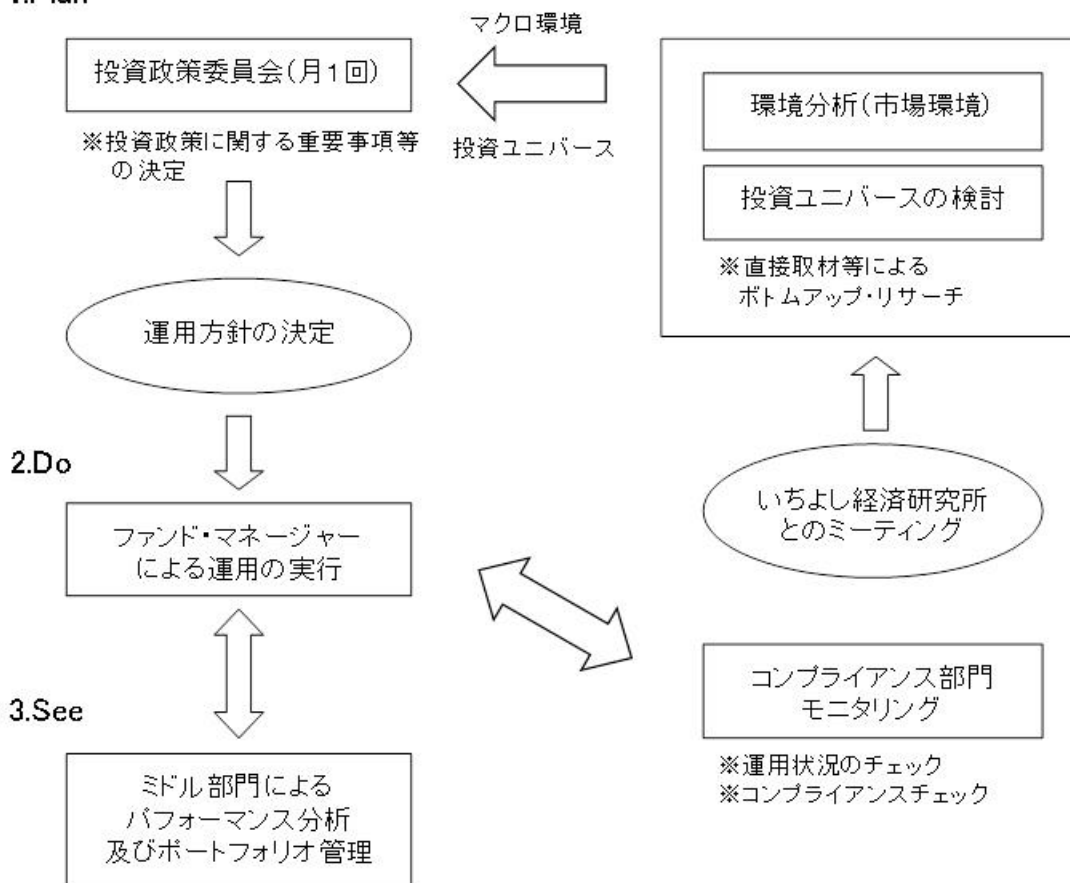 1.Plan
マクロ環境
投資政策委員会(月1回)
※投資政策に関する重要事項等
の決定
投資ユニバース
環境分析(市場環境)
投資ユニバースの検討
※直接取材等による
ボトムアップ・リサーチ
運用方針の決定
2.Do
いちよし経済研究所
とのミーティング
ファンド・マネージャー
による運用の実行
3.See
コンプライアンス部門
モニタリング
※運用状況のチェック
※コンプライアンスチェック
ミドル部門による
パフォーマンス分析
及びポートフォリオ管理